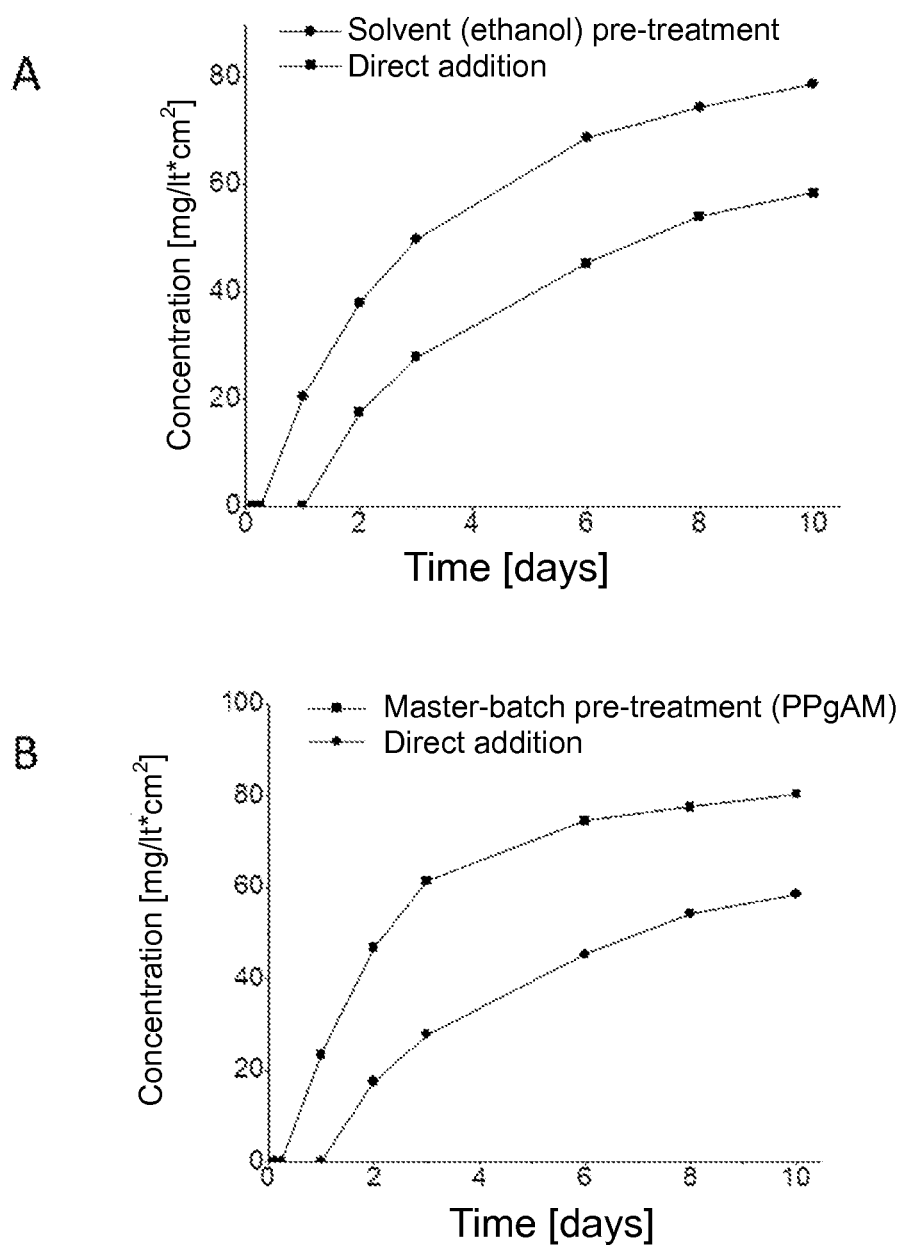 A
Solvent (ethanol) pre-treatment
Direct addition
80
60
40
20
0
Concentration [mg/lt*cm²]
0 2 4 6 8 10
Time [days]
B
Master-batch pre-treatment (PPgAM)
Direct addition
100
80
60
40
20
0
Concentration [mg/lt*cm²]
0 2 4 6 8 10
Time [days]